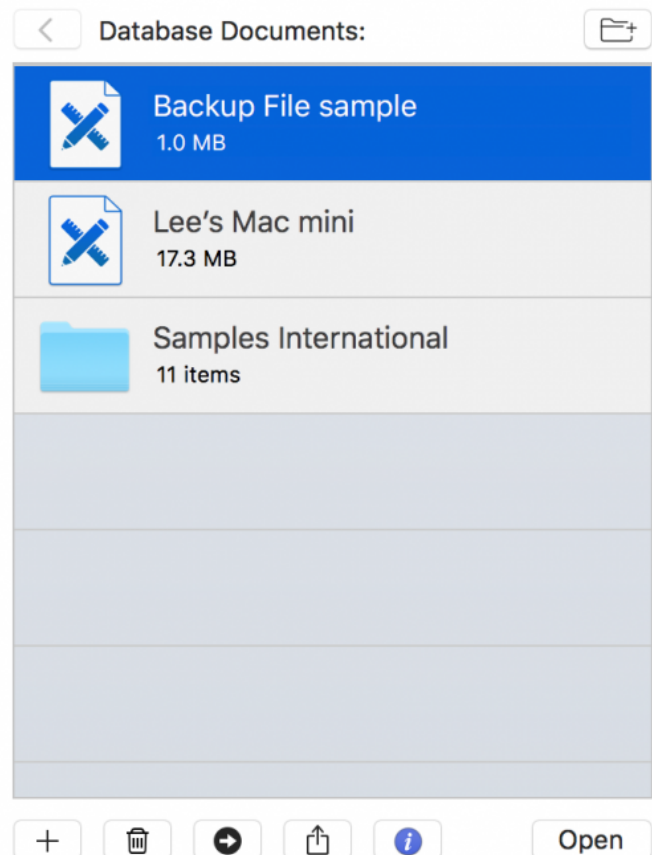 Database Documents:
Backup File sample
1.0 MB
Lee's Mac mini
17.3 MB
Samples International
11 items
Open